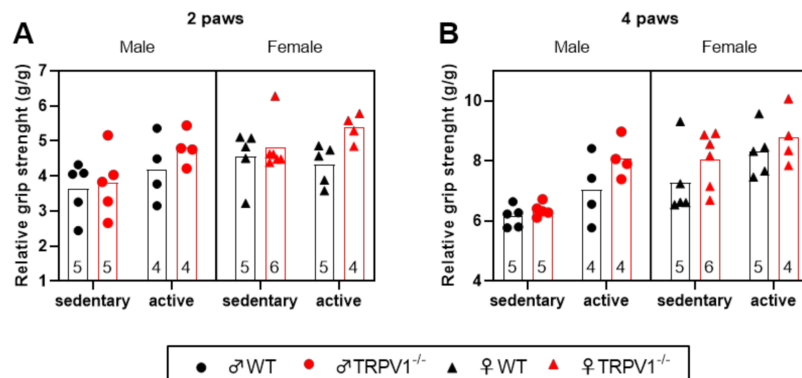 2 paws
4 paws
A
B
Male
Female
Male
Female
Relative grip strenght (g/g)
7
6
5
4
3
2
1
5
5
4
4
5
6
5
4
sedentary
active
sedentary
active
Relative grip strenght (g/g)
10
8
6
4
5
5
4
4
5
6
5
4
sedentary
active
sedentary
active
♂WT
♂TRPV1-/-
♀WT
♀TRPV1-/-